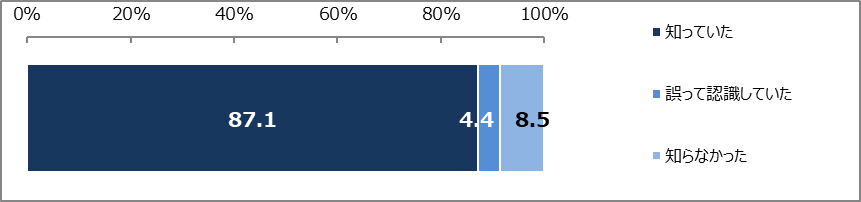 0% 20% 40% 60% 80% 100%
知っていた
誤って認識していた
87.1 4.4 8.5
知らなかった